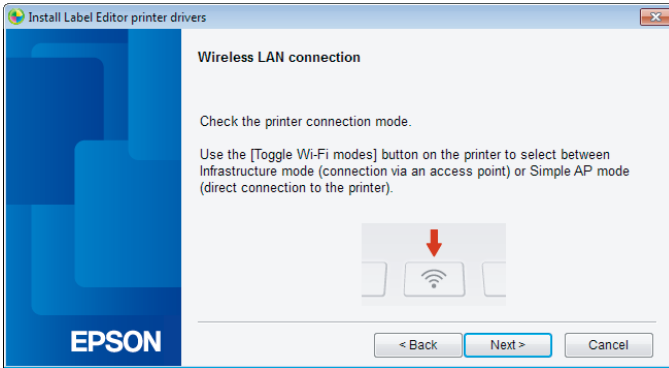 Install Label Editor printer drivers
Wireless LAN connection
Check the printer connection mode.
Use the [Toggle Wi-Fi modes] button on the printer to select between
Infrastructure mode (connection via an access point) or Simple AP mode
(direct connection to the printer).
EPSON
< Back
Next >
Cancel